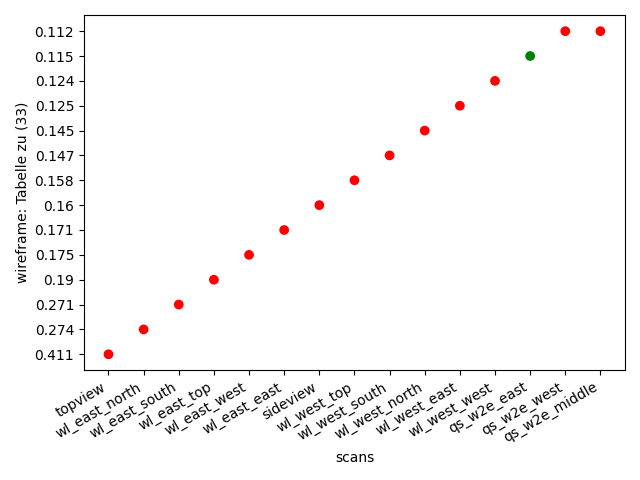 wireframe: Tabelle zu (33)
0.112
0.115
0.124
0.125
0.145
0.147
0.158
0.16
0.171
0.175
0.19
0.271
0.274
0.411
topview
wl_east_north
wl_east_south
wl_east_top
wl_east_west
wl_east_east
sideview
wl_west_top
wl_west_south
wl_west_north
wl_west_east
wl_west_west
qs_w2e_east
qs_w2e_west
qs_w2e_middle
scans